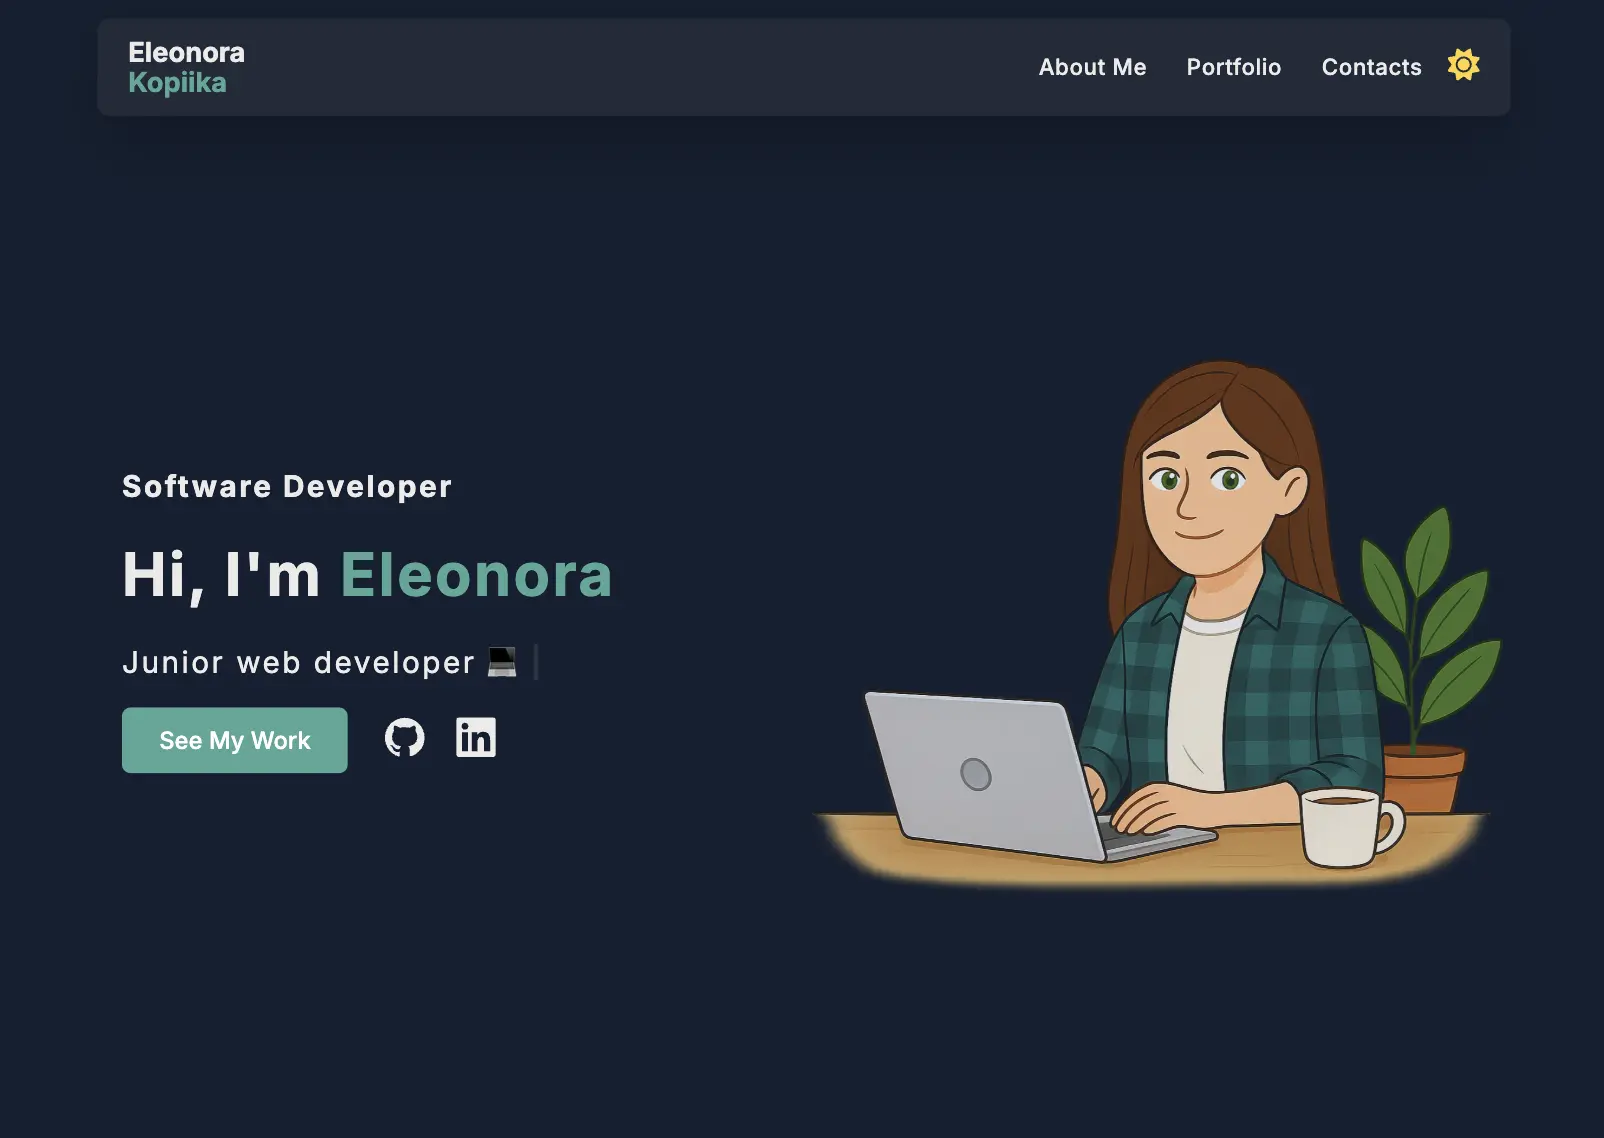 Eleonora
Kopiika
About Me Portfolio Contacts
Software Developer
Hi, I'm Eleonora
Junior web developer 💻 |
See My Work